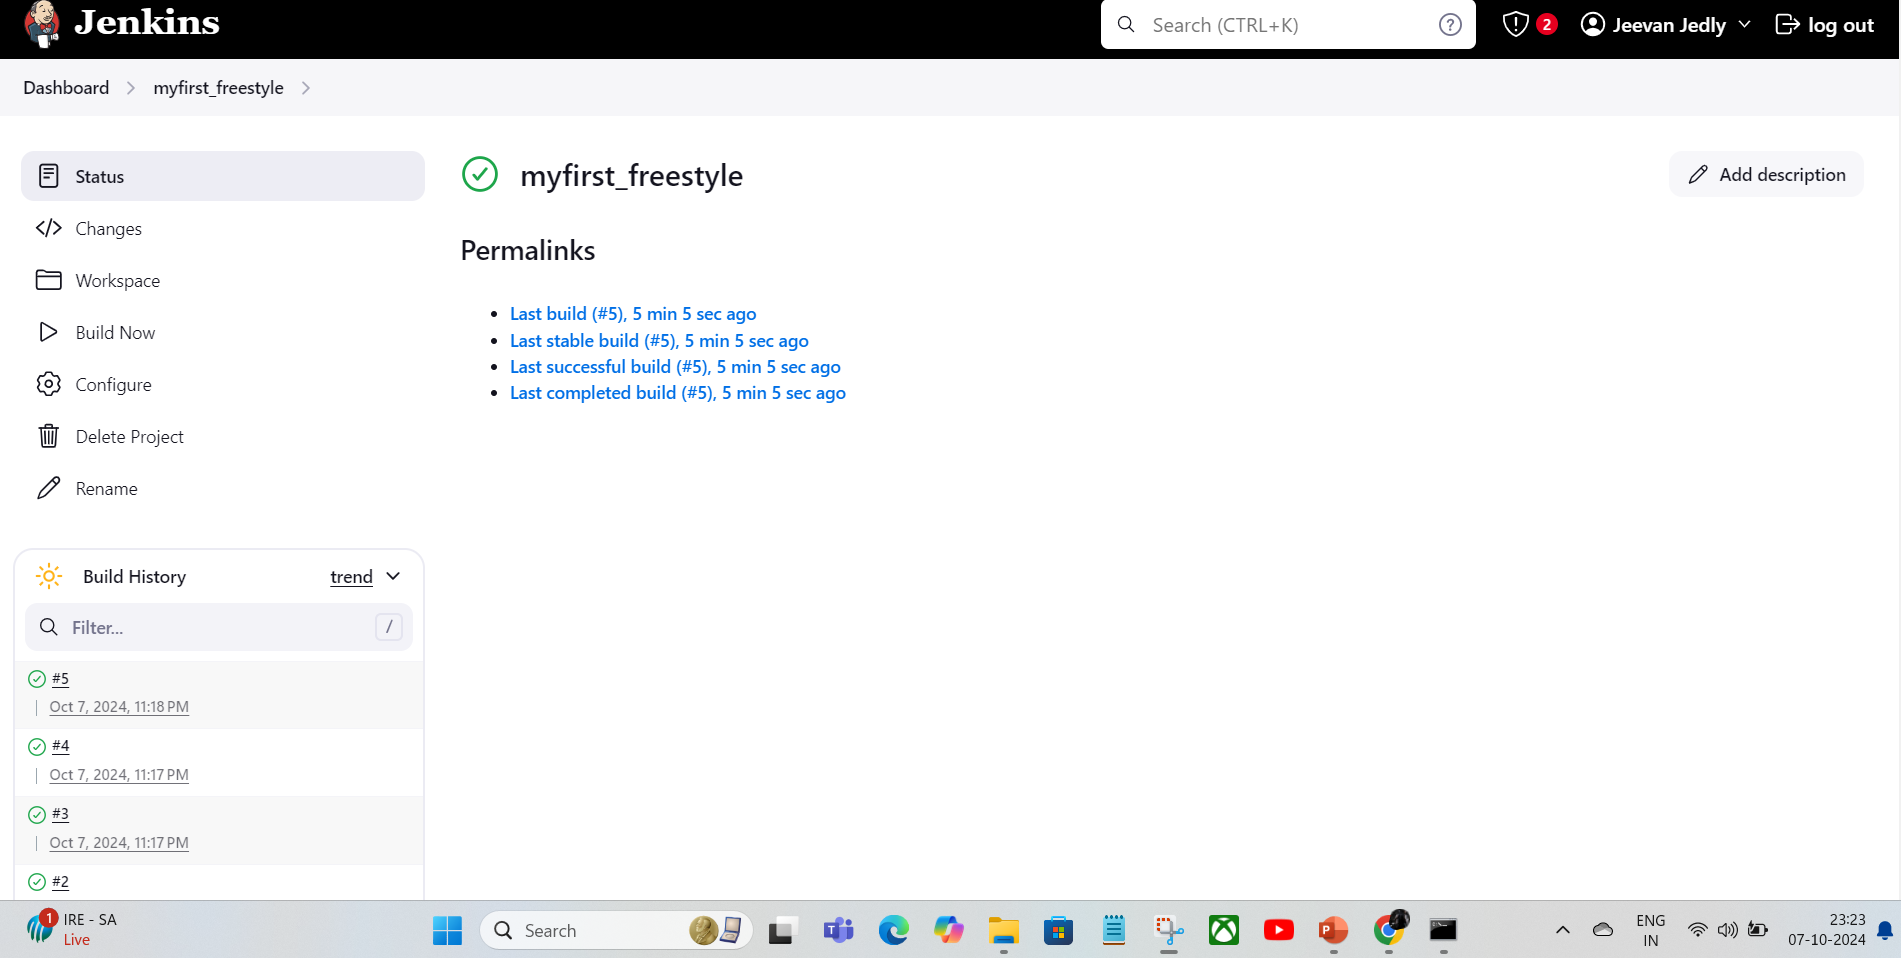 Jenkins
Search (CTRL+K)
?
2
Jeevan Jedly
log out
Dashboard
myfirst_freestyle
Status
Changes
Workspace
Build Now
Configure
Delete Project
Rename
myfirst_freestyle
Add description
Permalinks
Last build (#5), 5 min 5 sec ago
Last stable build (#5), 5 min 5 sec ago
Last successful build (#5), 5 min 5 sec ago
Last completed build (#5), 5 min 5 sec ago
Build History
trend
Filter...
/
#5
Oct 7, 2024, 11:18 PM
#4
Oct 7, 2024, 11:17 PM
#3
Oct 7, 2024, 11:17 PM
#2
1
IRE - SA
Live
Search
ENG
IN
23:23
07-10-2024